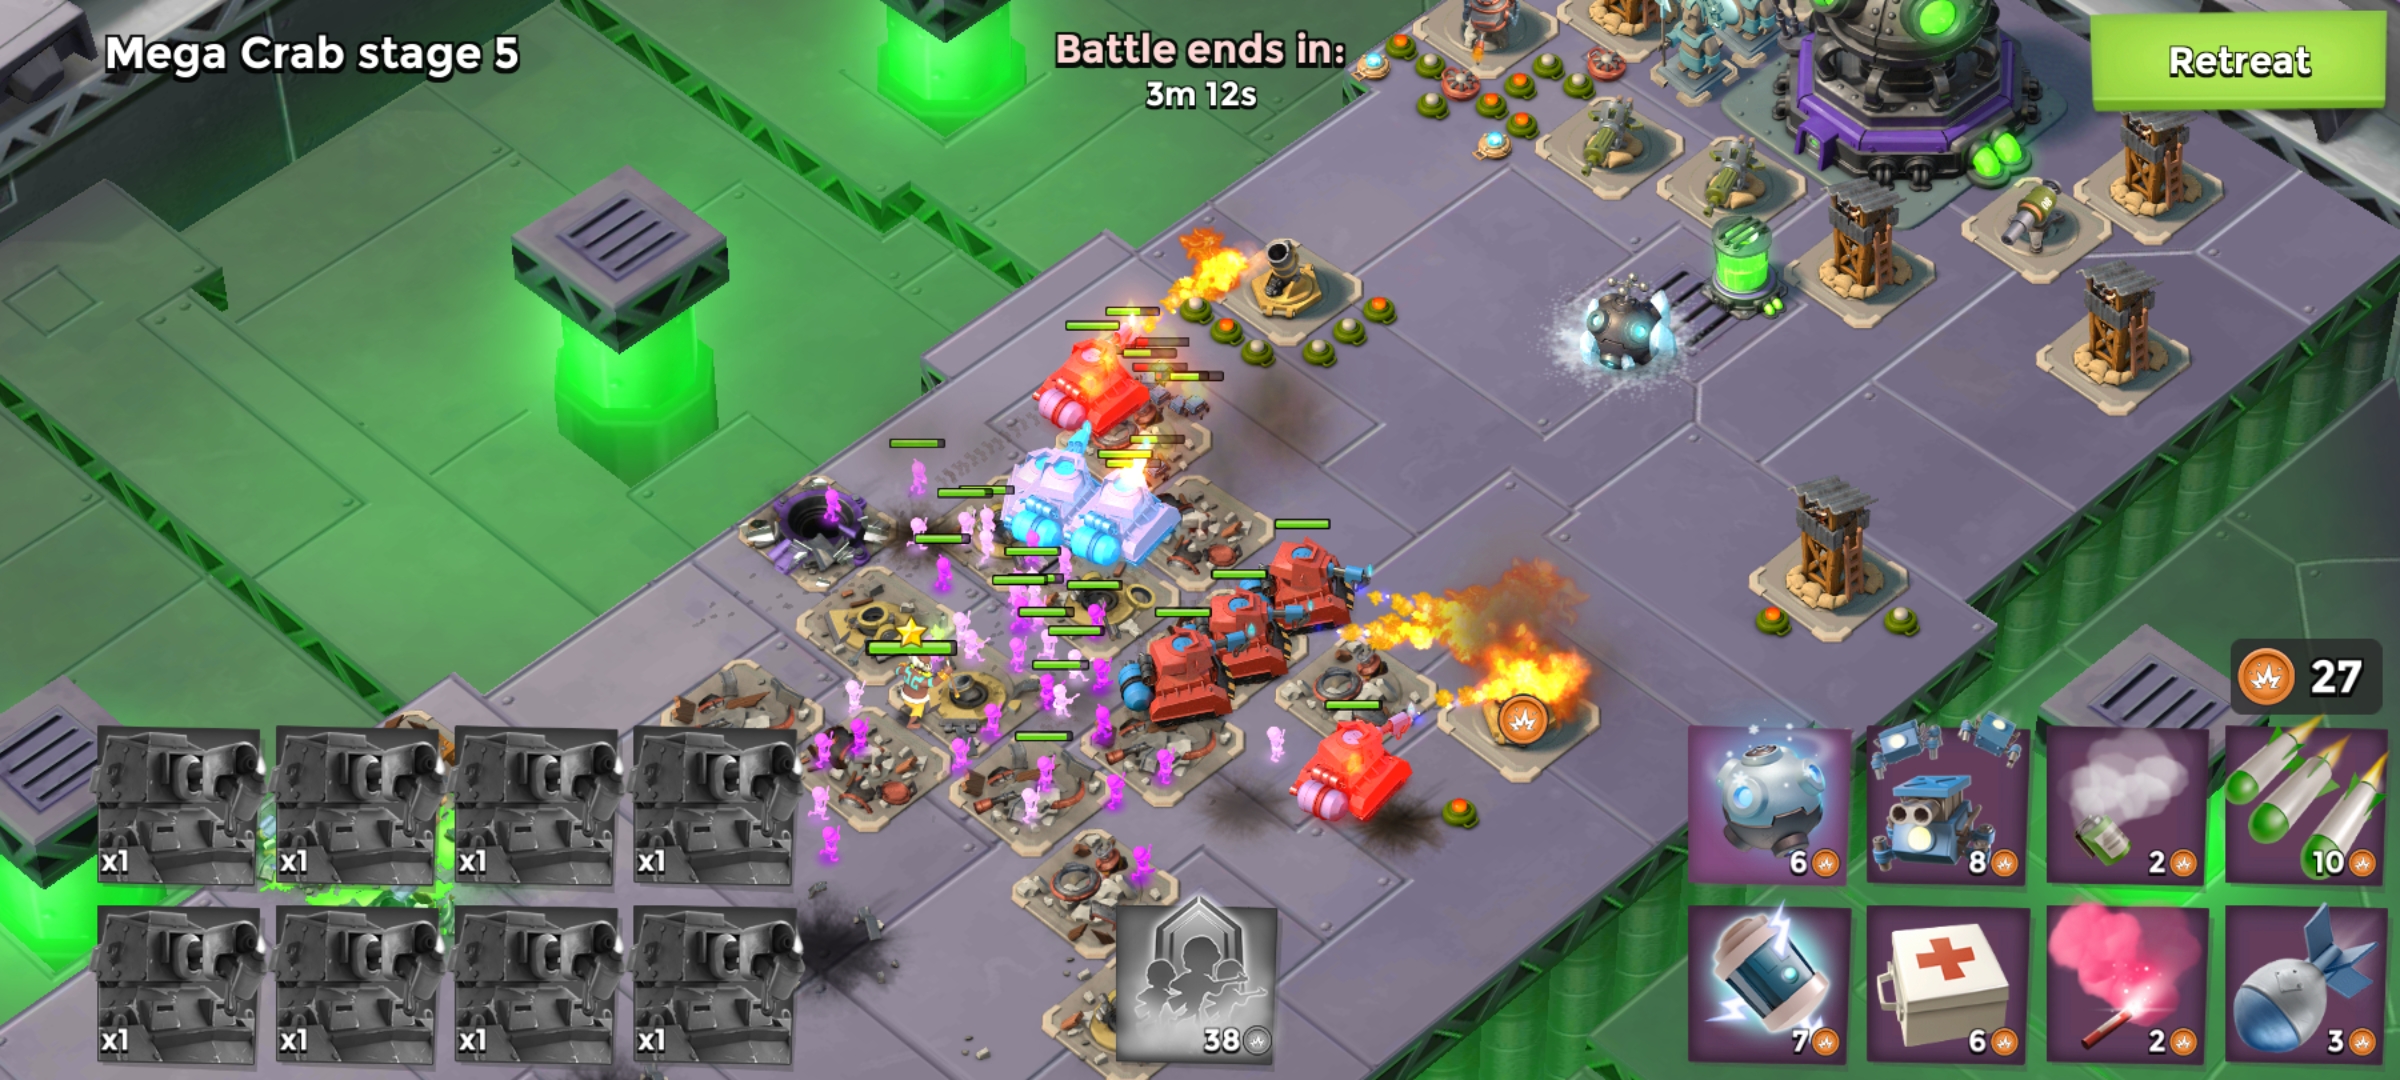 Mega Crab stage 5
Battle ends in:
3m 12s
Retreat
27
x1
x1
x1
x1
6
8
2
10
x1
x1
x1
x1
38
7
6
2
3